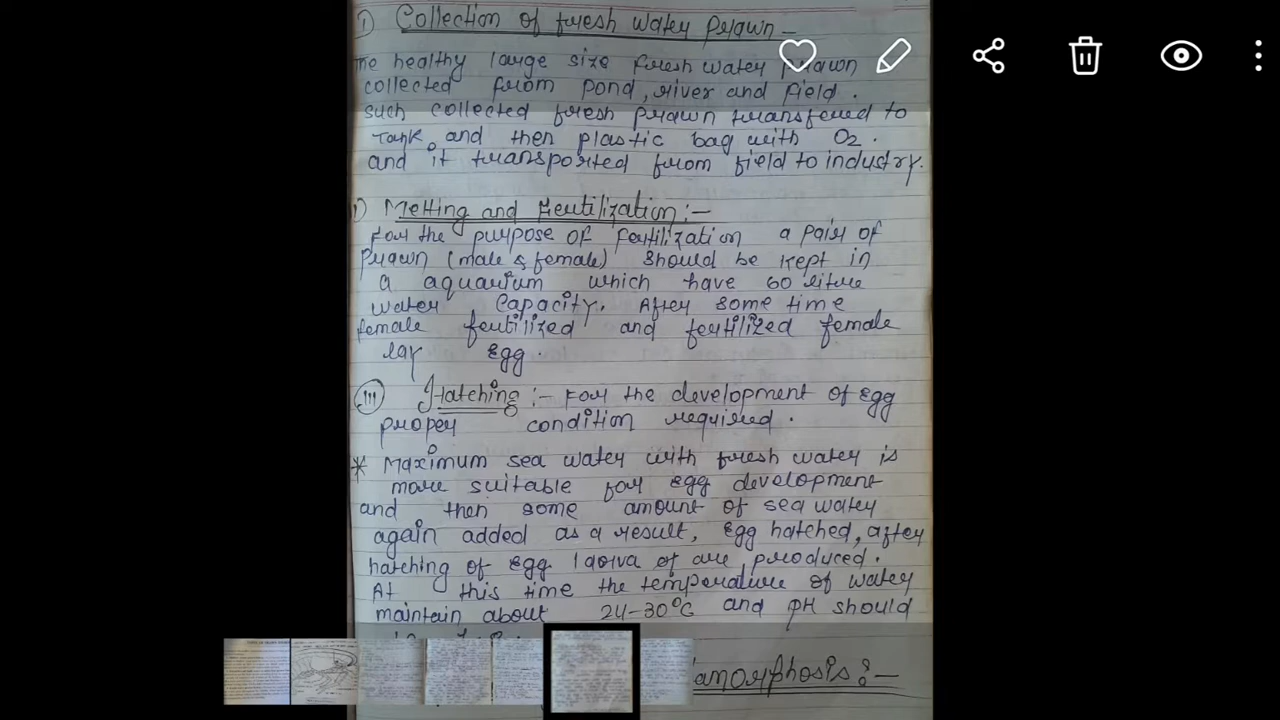 I) Collection of fresh water prawn -
The healthy large size fresh water prawn
collected from pond, river and field.
such collected fresh prawn transfered to
Tank, and then plastic bag with O2.
and it transported from field to industry.
Metting and Fertilization :-
For the purpose of fertilization a pair of
prawn (male & female) should be kept in
a aquarium which have 60 litre
water capacity. After some time
female fertilized and fertilized female
lay Egg.
III Hatching :- For the development of Egg
proper condition required.
* Maximum sea water with fresh water is
more suitable for egg development
and then some amount of sea water
again added as a result, Egg hatched, after
hatching of Egg larva of are produced.
At this time the temperature of water
maintain about 24-30°C and pH should
amorphosis :-